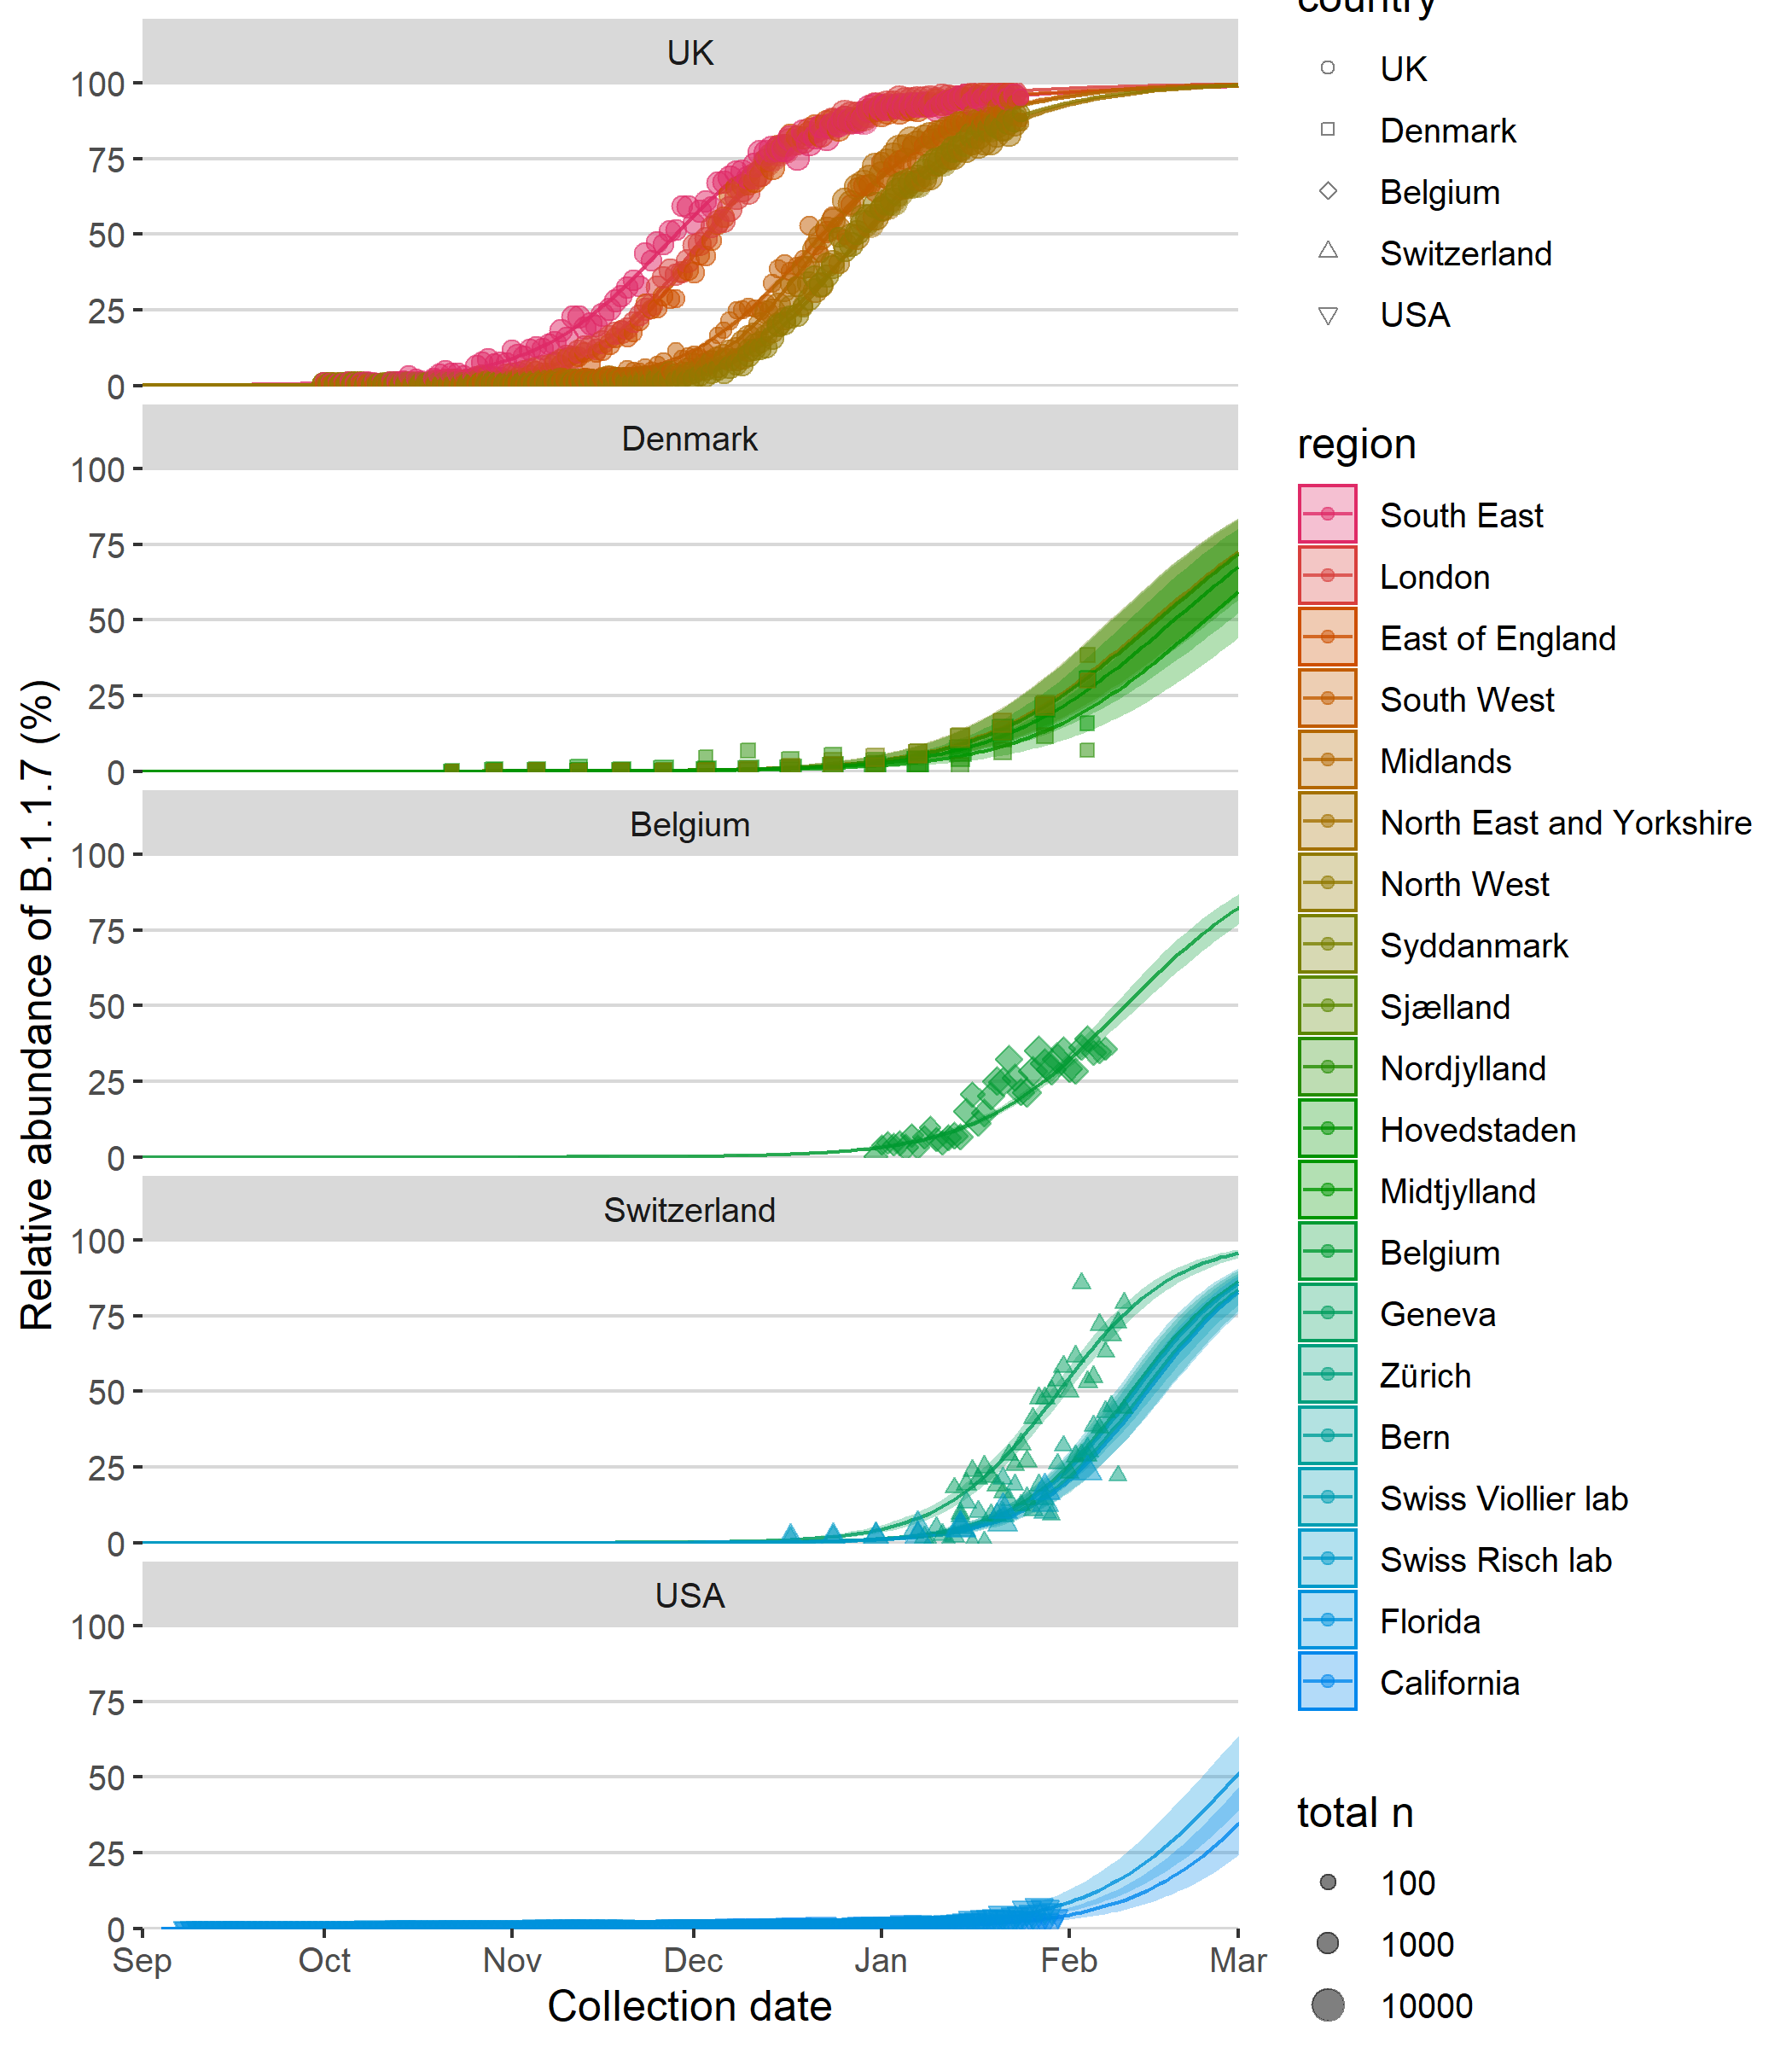 country
UK
Denmark
Belgium
Switzerland
USA
region
South East
London
East of England
South West
Midlands
North East and Yorkshire
North West
Syddanmark
Sjælland
Nordjylland
Hovedstaden
Midtjylland
Belgium
Geneva
Zürich
Bern
Swiss Viollier lab
Swiss Risch lab
Florida
California
total n
100
1000
10000
Relative abundance of B.1.1.7 (%)
UK
100
75
50
25
0
Denmark
100
75
50
25
0
Belgium
100
75
50
25
0
Switzerland
100
75
50
25
0
USA
100
75
50
25
0
Sep Oct Nov Dec Jan Feb Mar
Collection date